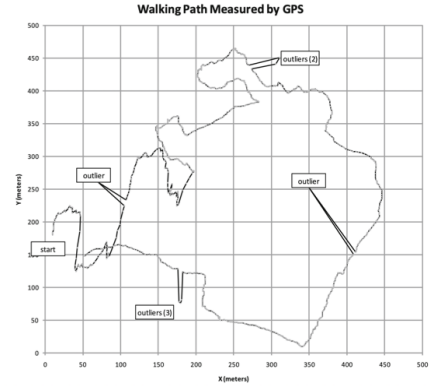 Walking Path Measured by GPS
500
450
outliers (2)
400
350
300
outlier
outlier
250
Y (meters)
200
start
150
100
outliers (3)
50
0
0 50 100 150 200 250 300 350 400 450 500
X (meters)